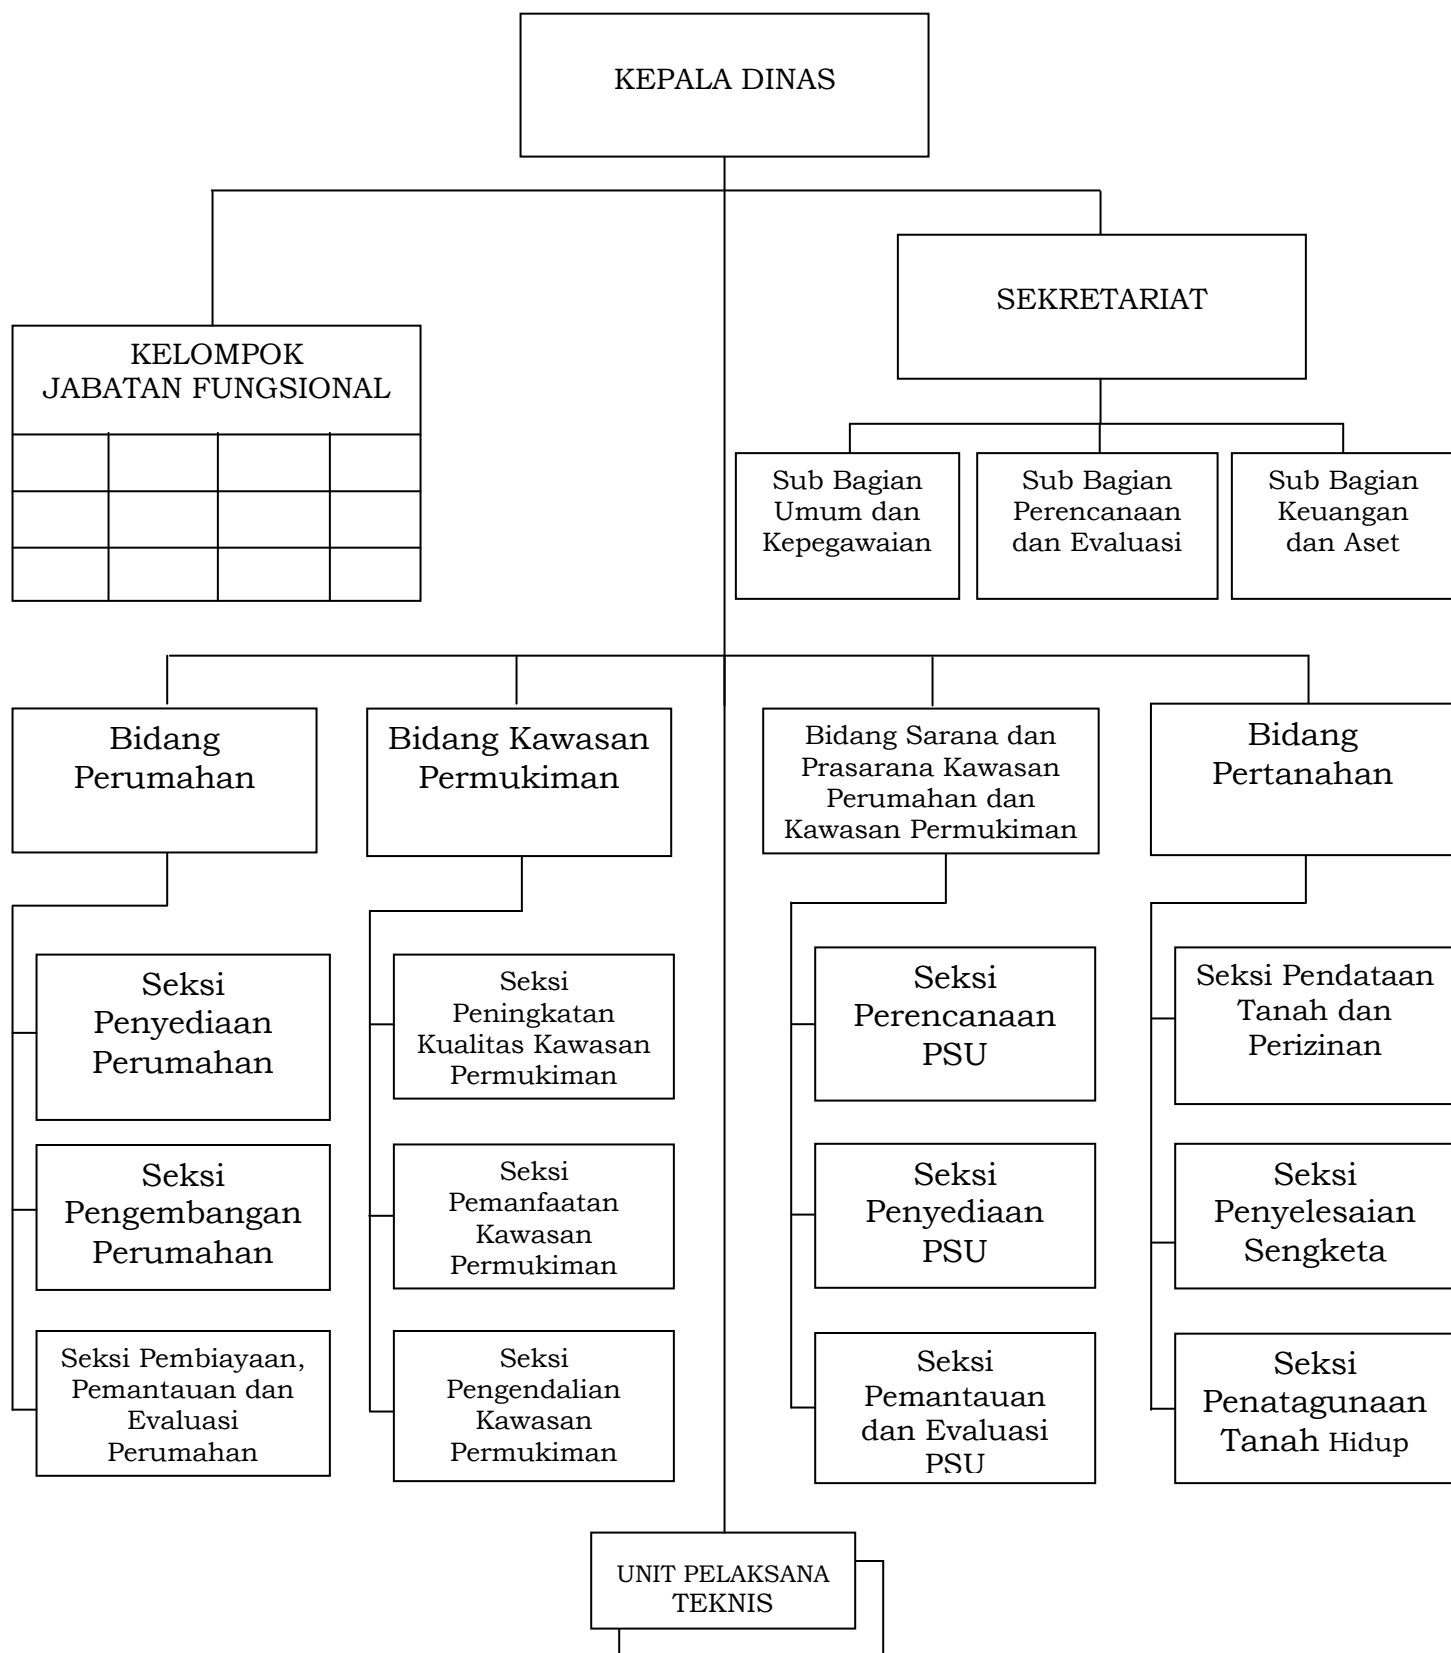 KEPALA DINAS
SEKRETARIAT
KELOMPOK
JABATAN FUNGSIONAL
Sub Bagian
Umum dan
Kepegawaian
Sub Bagian
Perencanaan
dan Evaluasi
Sub Bagian
Keuangan
dan Aset
Bidang
Perumahan
Bidang Kawasan
Permukiman
Bidang Sarana dan
Prasarana Kawasan
Perumahan dan
Kawasan Permukiman
Bidang
Pertanahan
Seksi
Penyediaan
Perumahan
Seksi
Peningkatan
Kualitas Kawasan
Permukiman
Seksi
Perencanaan
PSU
Seksi Pendataan
Tanah dan
Perizinan
Seksi
Pengembangan
Perumahan
Seksi
Pemanfaatan
Kawasan
Permukiman
Seksi
Penyediaan
PSU
Seksi
Penyelesaian
Sengketa
Seksi Pembiayaan,
Pemantauan dan
Evaluasi
Perumahan
Seksi
Pengendalian
Kawasan
Permukiman
Seksi
Pemantauan
dan Evaluasi
PSU
Seksi
Penatagunaan
Tanah Hidup
UNIT PELAKSANA
TEKNIS